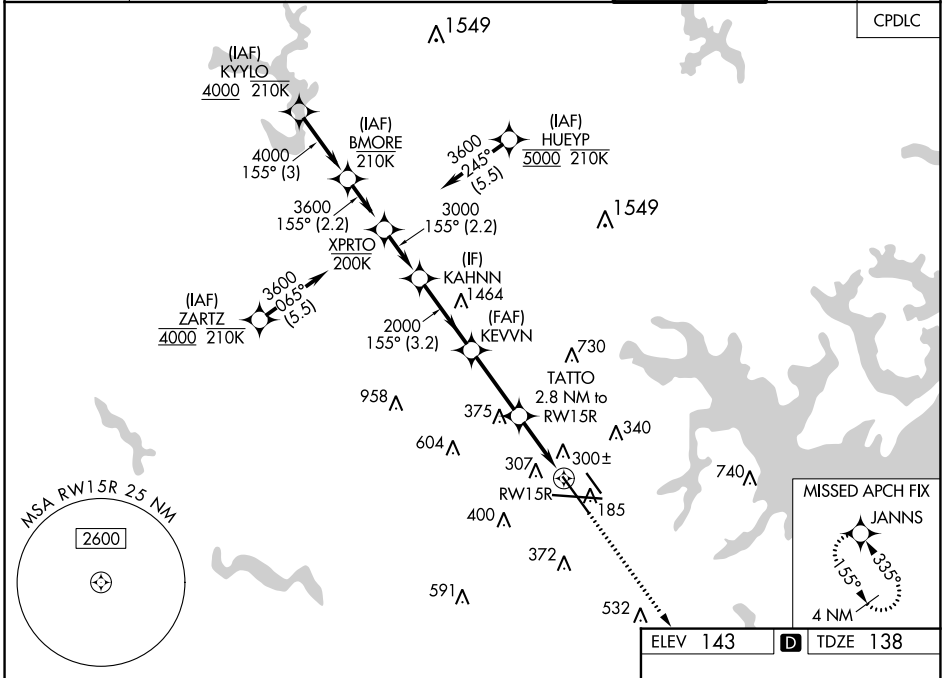 CPDLC
1549
(IAF)
KYYLO
4000 210K
(IAF)
BMORE
210K
(IAF)
HUEYP
5000 210K
3600
245°
(5.5)
4000
155° (3)
3600
155° (2.2)
3000
155° (2.2)
1549
XPRTO
200K
(IF)
KAHNN
1464
3600
065°
(5.5)
(IAF)
ZARTZ
4000 210K
2000
155° (3.2)
(FAF)
KEVVN
730
TATTO
2.8 NM to
RW15R
958
375
340
604
307
300±
740
RW15R
185
400
372
591
532
MSA RW15R 25 NM
2600
MISSED APCH FIX
JANNS
155°
335°
4 NM
ELEV 143 D TDZE 138